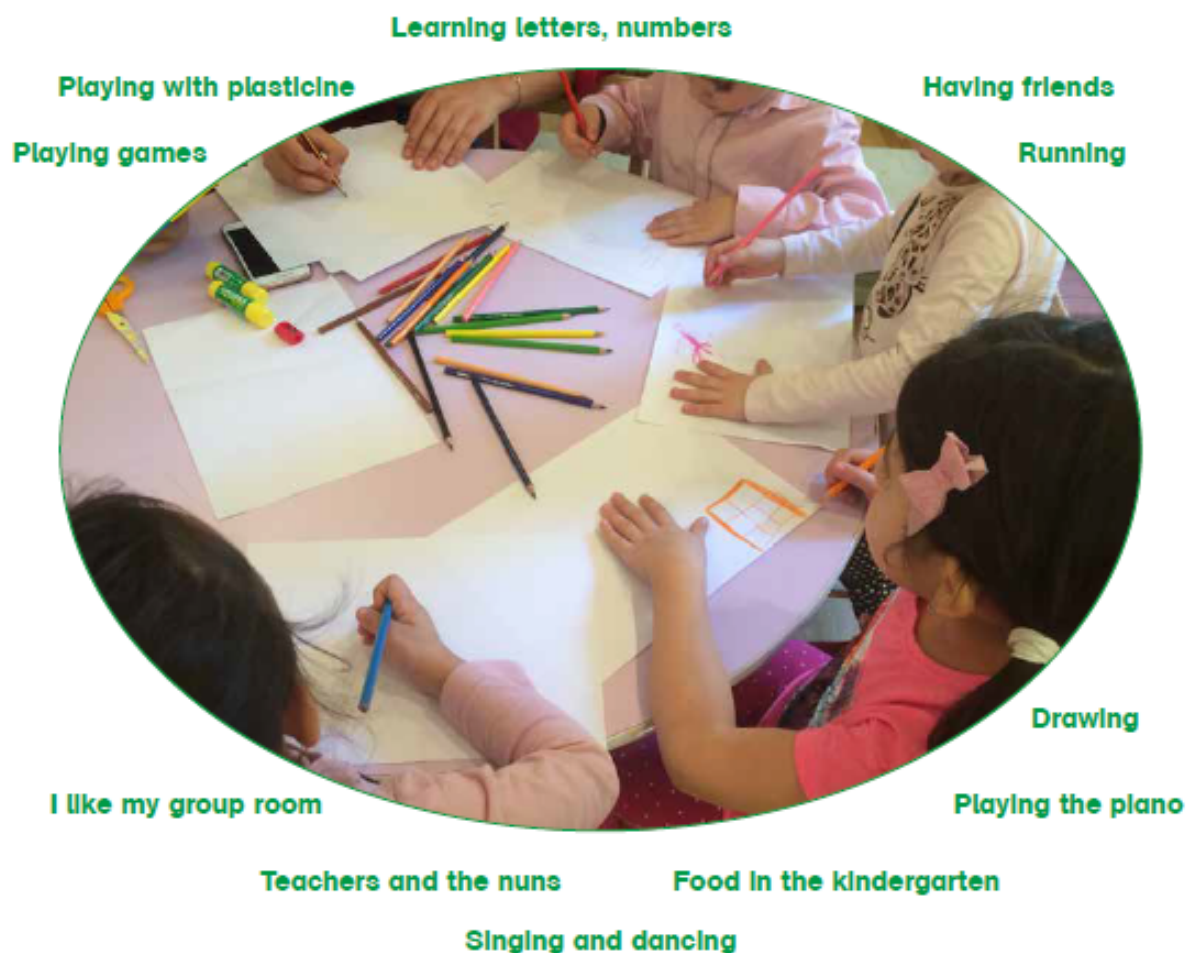 Learning letters, numbers
Playing with plasticine
Having friends
Playing games
Running
Drawing
I like my group room
Playing the piano
Teachers and the nuns
Food in the kindergarten
Singing and dancing